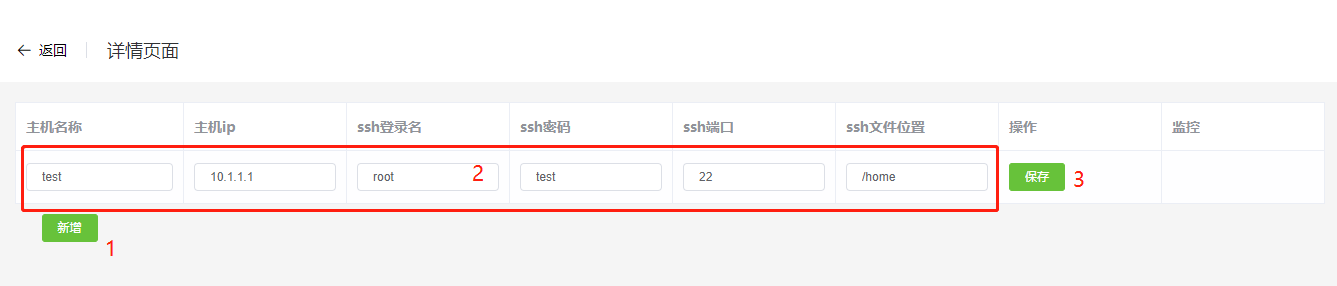 返回 详情页面
主机名称 主机ip ssh登录名 ssh密码 ssh端口 ssh文件位置 操作 监控
test 10.1.1.1 root 2 test 22 /home 保存 3
新增 1